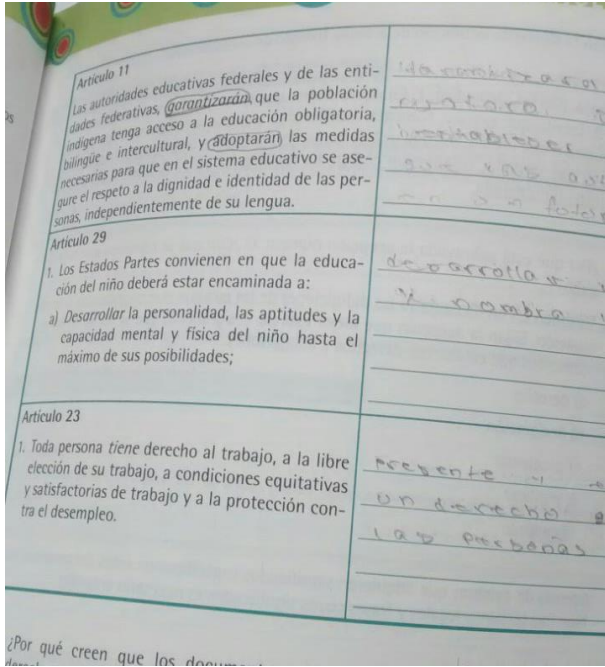 Artículo 11
Las autoridades educativas federales y de las enti-
dades federativas, garantizarán que la población
indígena tenga acceso a la educación obligatoria,
bilingüe e intercultural, y adoptarán las medidas
necesarias para que en el sistema educativo se ase-
gure el respeto a la dignidad e identidad de las per-
sonas, independientemente de su lengua.
Artículo 29
1. Los Estados Partes convienen en que la educa-
ción del niño deberá estar encaminada a:
a) Desarrollar la personalidad, las aptitudes y la
capacidad mental y física del niño hasta el
máximo de sus posibilidades;
desarrolla
y nombra
Artículo 23
1. Toda persona tiene derecho al trabajo, a la libre
elección de su trabajo, a condiciones equitativas
y satisfactorias de trabajo y a la protección con-
tra el desempleo.
presente y
un derecho
las personas
¿Por qué creen que los